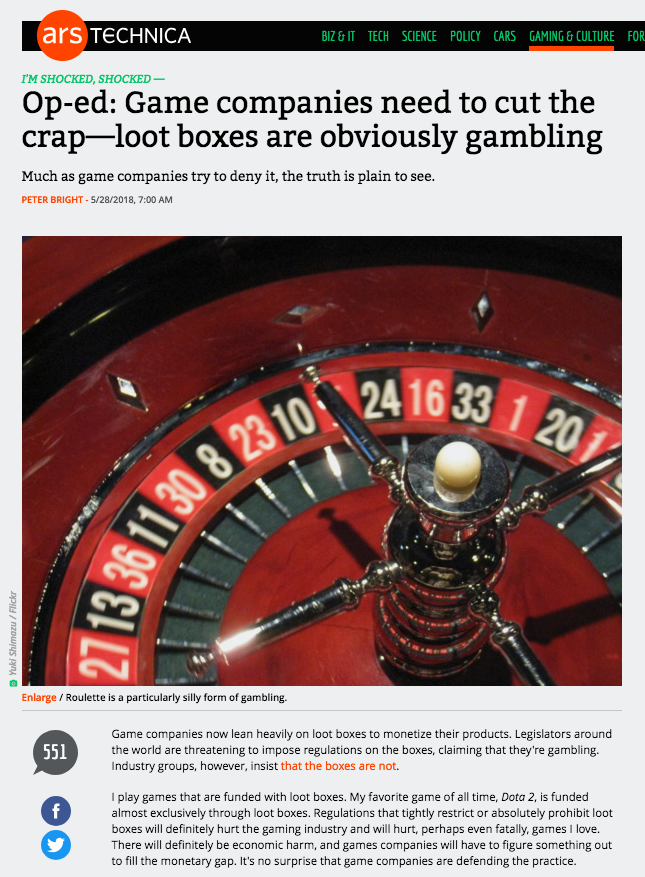 ars TECHNICA
BIZ & IT TECH SCIENCE POLICY CARS GAMING & CULTURE FOR
I'M SHOCKED, SHOCKED —
Op-ed: Game companies need to cut the
crap—loot boxes are obviously gambling
Much as game companies try to deny it, the truth is plain to see.
PETER BRIGHT - 5/28/2018, 7:00 AM
27 13 36 11 30 8 23 10 24 16 33 1 20
Yuki Shimazu / Flickr
Enlarge / Roulette is a particularly silly form of gambling.
551
Game companies now lean heavily on loot boxes to monetize their products. Legislators around
the world are threatening to impose regulations on the boxes, claiming that they're gambling.
Industry groups, however, insist that the boxes are not.
I play games that are funded with loot boxes. My favorite game of all time, Dota 2, is funded
almost exclusively through loot boxes. Regulations that tightly restrict or absolutely prohibit loot
boxes will definitely hurt the gaming industry and will hurt, perhaps even fatally, games I love.
There will definitely be economic harm, and games companies will have to figure something out
to fill the monetary gap. It's no surprise that game companies are defending the practice.